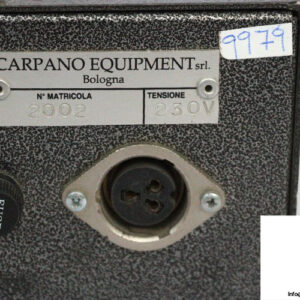 9979
CARPANO EQUIPMENT srl.
Bologna
N° MATRICOLA TENSIONE
2002 230V